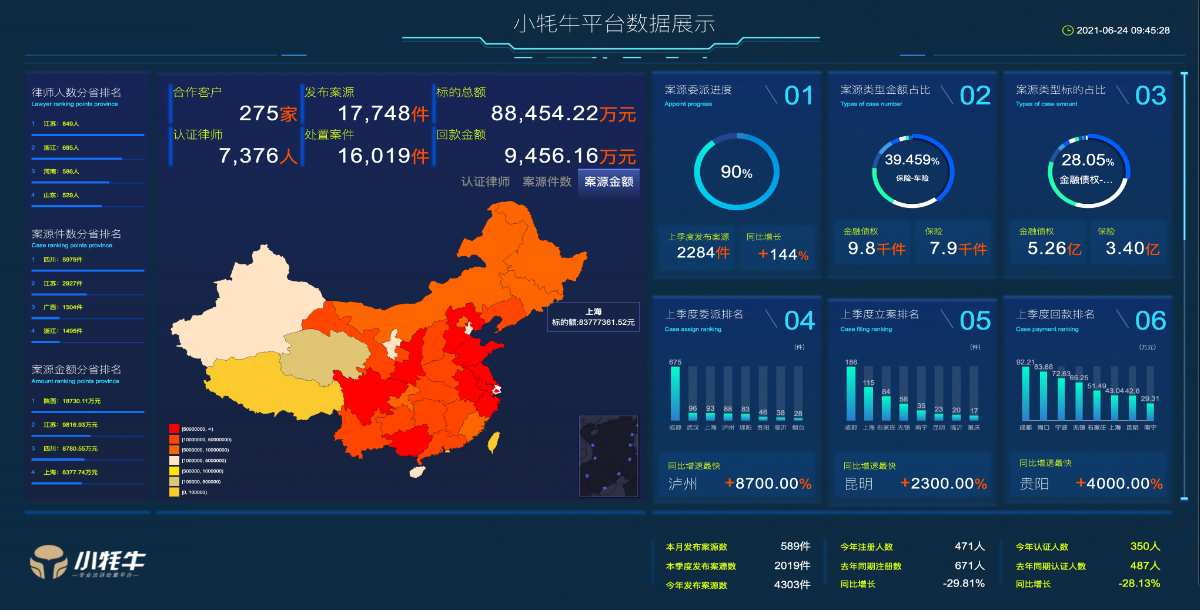 小牦牛平台数据展示
2021-06-24 09:45:28
律师人数分省排名
Lawyer ranking points province
1 江苏: 849人
2 浙江: 685人
3 河南: 586人
4 山东: 529人
案源件数分省排名
Case ranking points province
1 四川: 5975件
2 江苏: 2927件
3 广西: 1504件
4 浙江: 1495件
案源金额分省排名
Amount ranking points province
1 陕西: 18730.11万元
2 江苏: 9816.93万元
3 四川: 8780.55万元
4 上海: 8377.74万元
合作客户 发布案源 标的总额
275家 17,748件 88,454.22万元
认证律师 处置案件 回款金额
7,376人 16,019件 9,456.16万元
认证律师 案源件数 案源金额
上海
标的额:83777361.52元
[50000000, ∞)
[10000000, 50000000)
[5000000, 10000000)
[1000000, 5000000)
[500000, 1000000)
[100000, 500000)
[0, 100000)
案源委派进度 01
Appoint progress
90%
上季度发布案源 同比增长
2284件 +144%
案源类型金额占比 02
Types of case number
39.459%
保险-车险
金融债权 保险
9.8千件 7.9千件
案源类型标的占比 03
Types of case amount
28.05%
金融债权-...
金融债权 保险
5.26亿 3.40亿
上季度委派排名 04
Case assign ranking
(件)
675 96 93 88 83 46 38 28
成都 武汉 上海 泸州 绵阳 贵阳 临沂 烟台
同比增速最快
泸州 +8700.00%
上季度立案排名 05
Case filing ranking
(件)
186 115 84 58 35 23 20 17
成都 上海 石家庄 无锡 南宁 昆明 临沂 重庆
同比增速最快
昆明 +2300.00%
上季度回款排名 06
Case payment ranking
(万元)
92.21 83.88 72.63 65.25 51.49 43.04 42.6 29.31
成都 周口 宁波 无锡 石家庄 上海 昆明 南宁
同比增速最快
贵阳 +4000.00%
小牦牛
专业法诉处置平台
本月发布案源数 589件
本季度发布案源数 2019件
今年发布案源数 4303件
今年注册人数 471人
去年同期注册数 671人
同比增长 -29.81%
今年认证人数 350人
去年同期认证人数 487人
同比增长 -28.13%